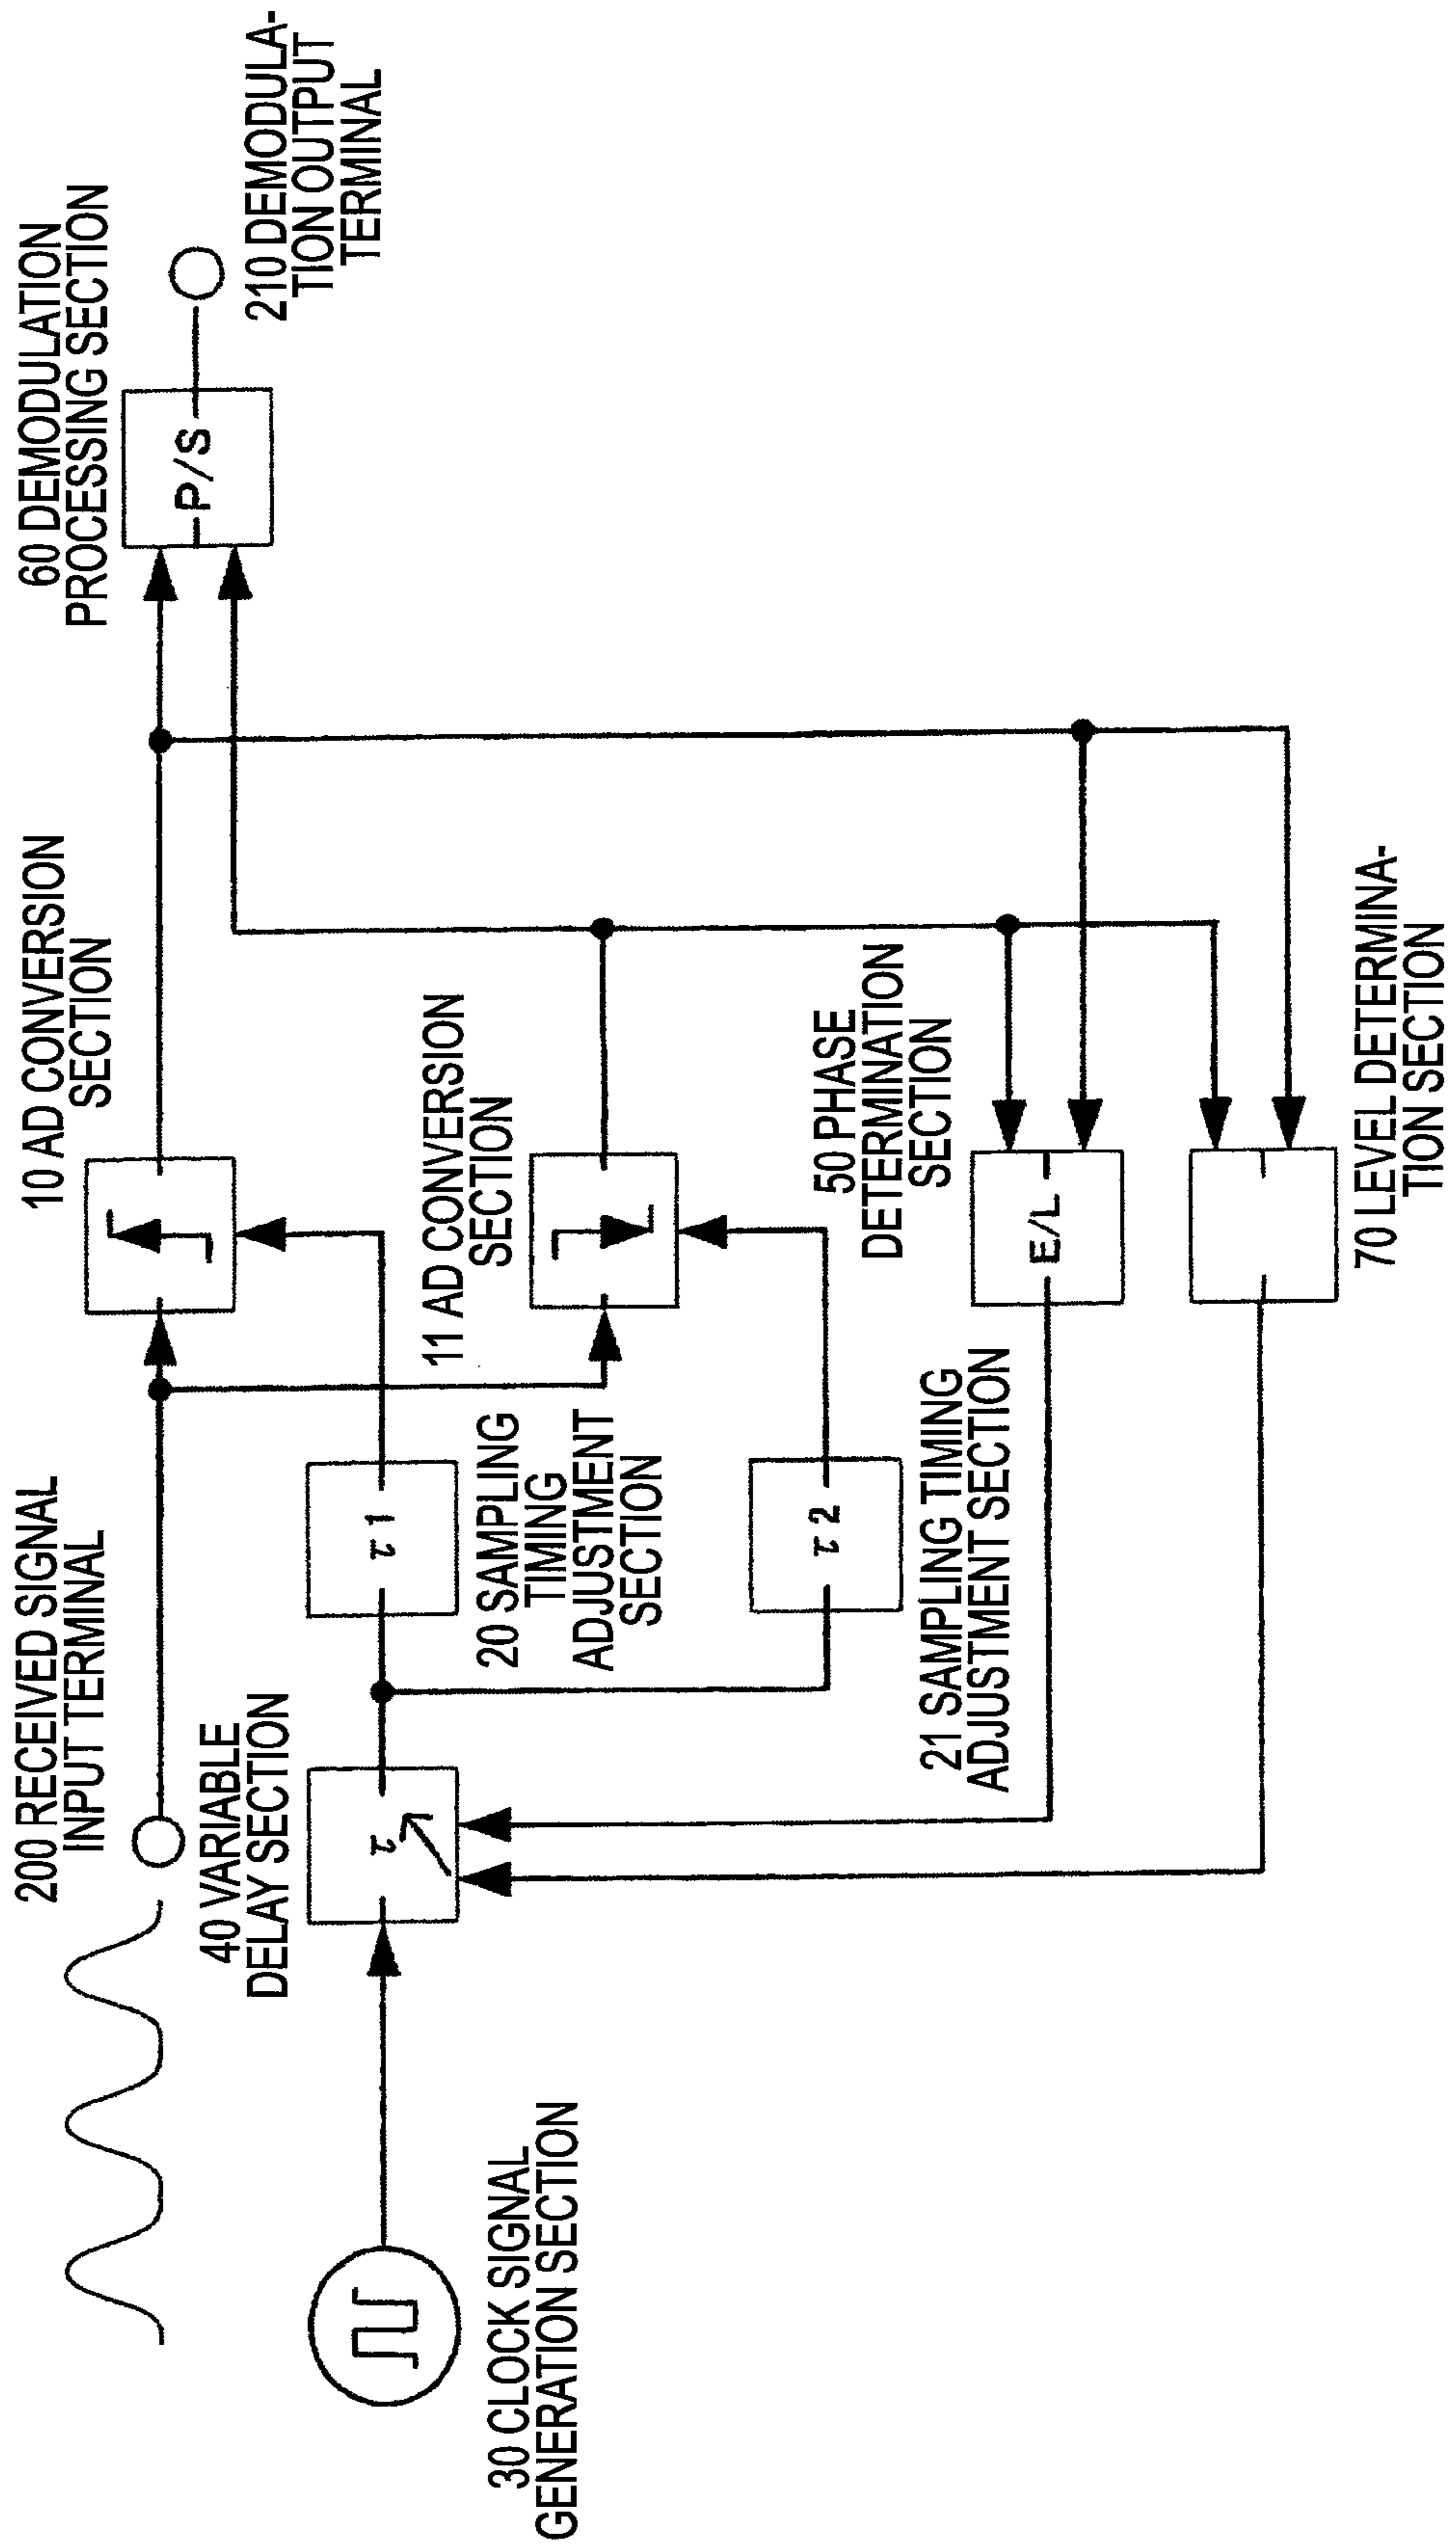 200 RECEIVED SIGNAL
INPUT TERMINAL
10 AD CONVERSION
SECTION
60 DEMODULATION
PROCESSING SECTION
P/S
210 DEMODULA-
TION OUTPUT
TERMINAL
40 VARIABLE
DELAY SECTION
τ
τ1
20 SAMPLING
TIMING
ADJUSTMENT
SECTION
11 AD CONVERSION
SECTION
30 CLOCK SIGNAL
GENERATION SECTION
τ2
21 SAMPLING TIMING
ADJUSTMENT SECTION
50 PHASE
DETERMINATION
SECTION
E/L
70 LEVEL DETERMINA-
TION SECTION